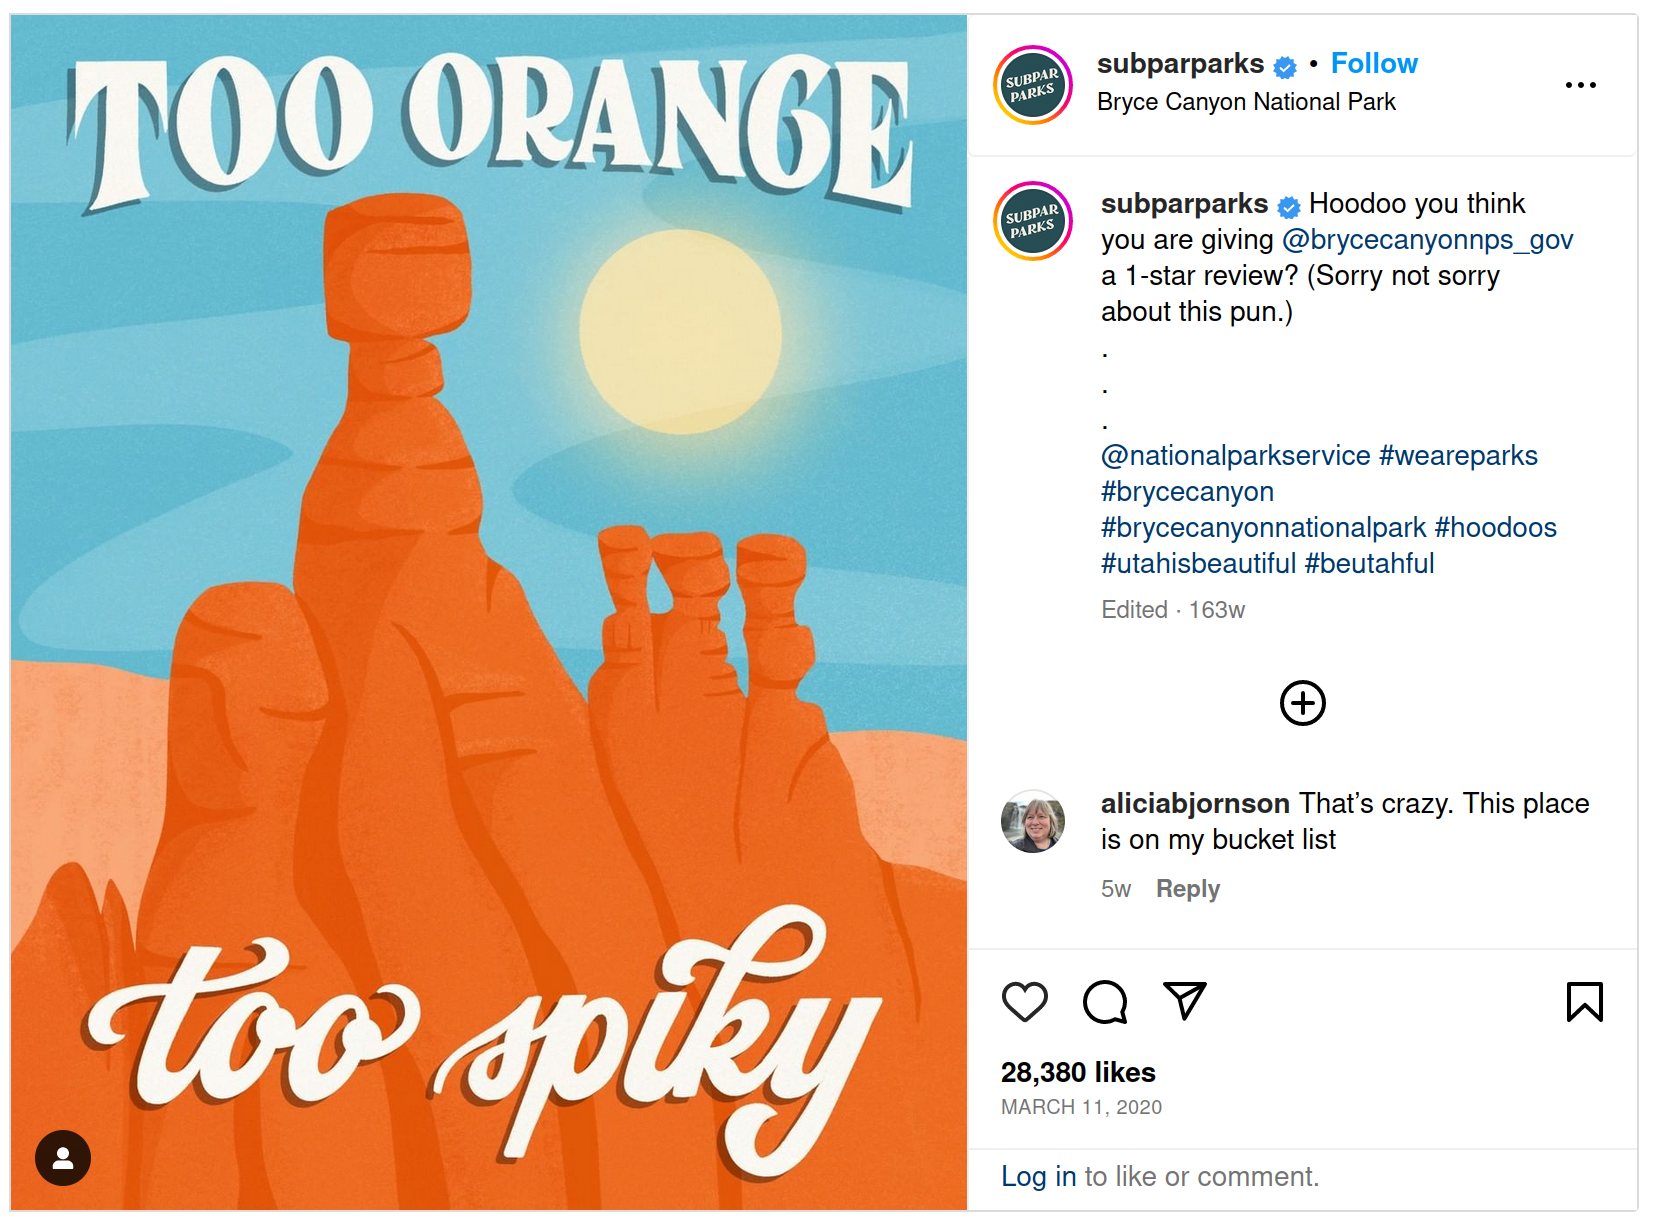 TOO ORANGE
too spiky
SUBPAR
PARKS
subparparks • Follow
Bryce Canyon National Park
SUBPAR
PARKS
subparparks Hoodoo you think
you are giving @brycecanyonnps_gov
a 1-star review? (Sorry not sorry
about this pun.)
.
.
.
@nationalparkservice #weareparks
#brycecanyon
#brycecanyonnationalpark #hoodoos
#utahisbeautiful #beutahful
Edited · 163w
aliciabjornson That’s crazy. This place
is on my bucket list
5w Reply
28,380 likes
MARCH 11, 2020
Log in to like or comment.